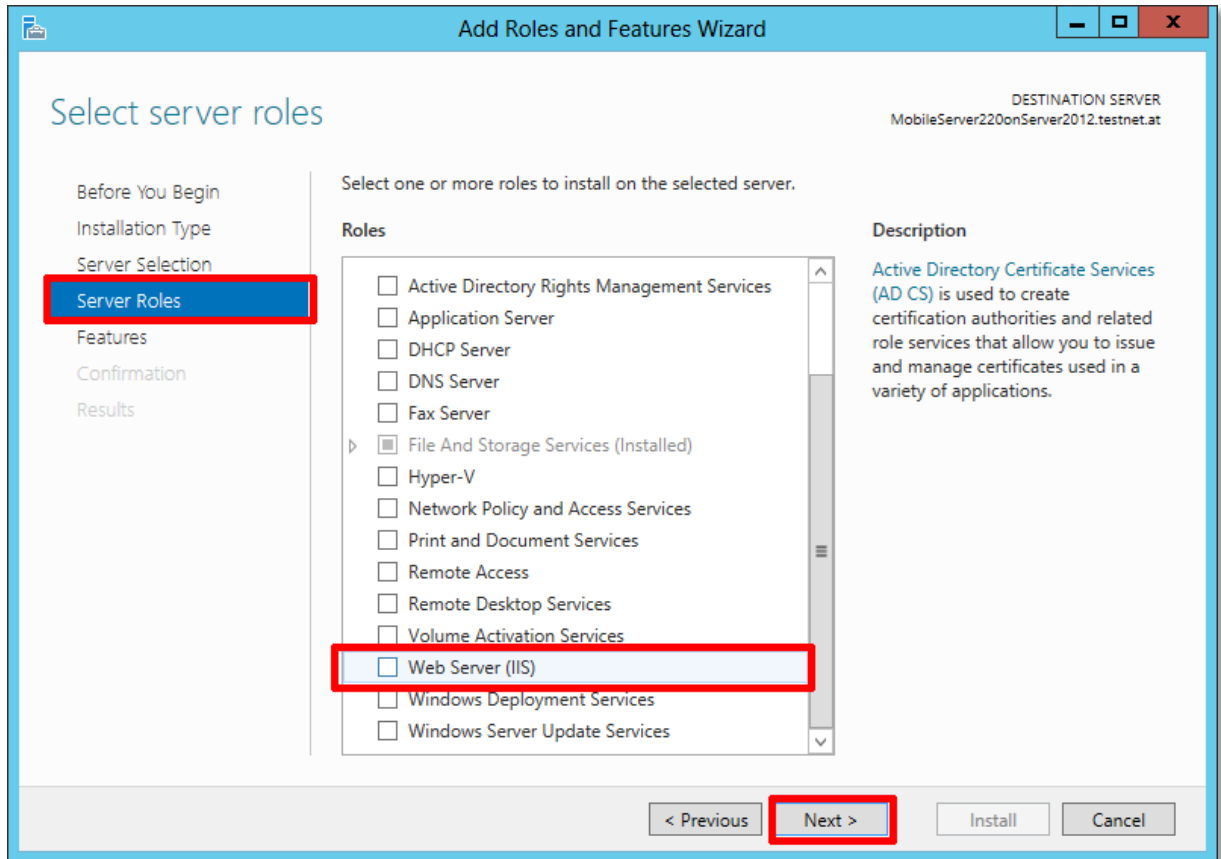 Add Roles and Features Wizard
Select server roles
DESTINATION SERVER
MobileServer220onServer2012.testnet.at
Before You Begin
Installation Type
Server Selection
Server Roles
Features
Confirmation
Results
Select one or more roles to install on the selected server.
Roles
Active Directory Rights Management Services
Application Server
DHCP Server
DNS Server
Fax Server
File And Storage Services (Installed)
Hyper-V
Network Policy and Access Services
Print and Document Services
Remote Access
Remote Desktop Services
Volume Activation Services
Web Server (IIS)
Windows Deployment Services
Windows Server Update Services
Description
Active Directory Certificate Services
(AD CS) is used to create
certification authorities and related
role services that allow you to issue
and manage certificates used in a
variety of applications.
< Previous
Next >
Install
Cancel